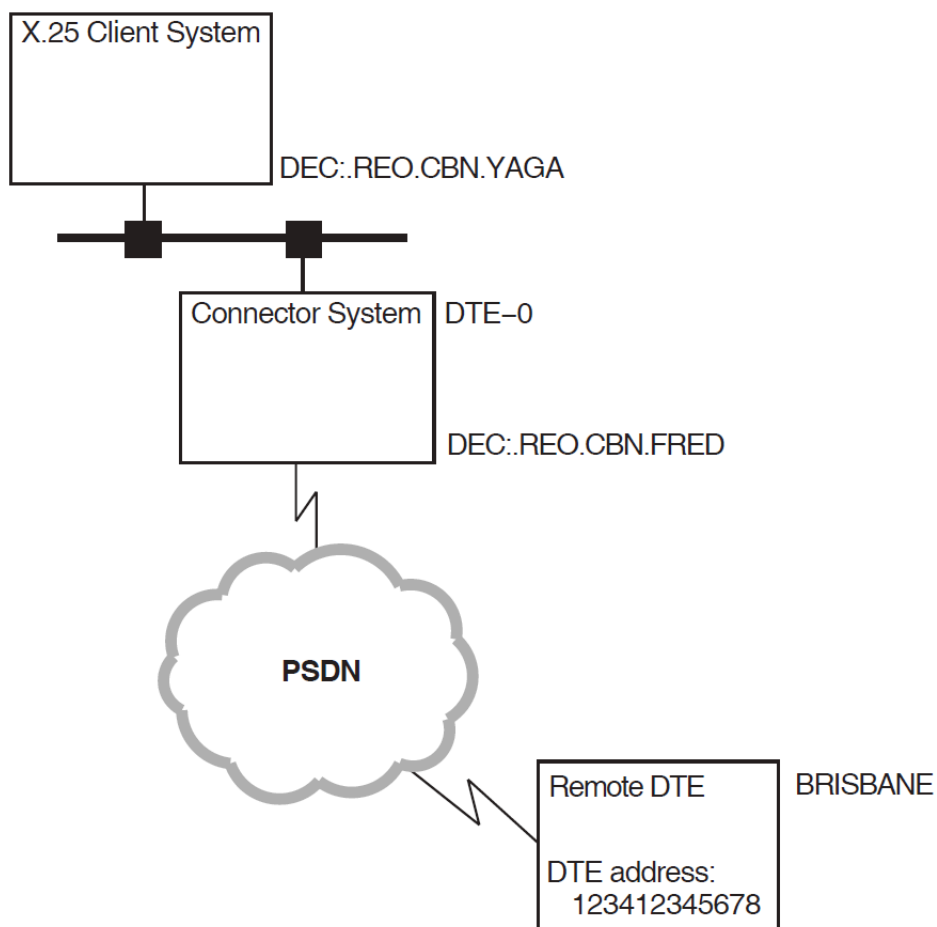 X.25 Client System
DEC:.REO.CBN.YAGA
Connector System
DTE–0
DEC:.REO.CBN.FRED
PSDN
Remote DTE
BRISBANE
DTE address:
123412345678